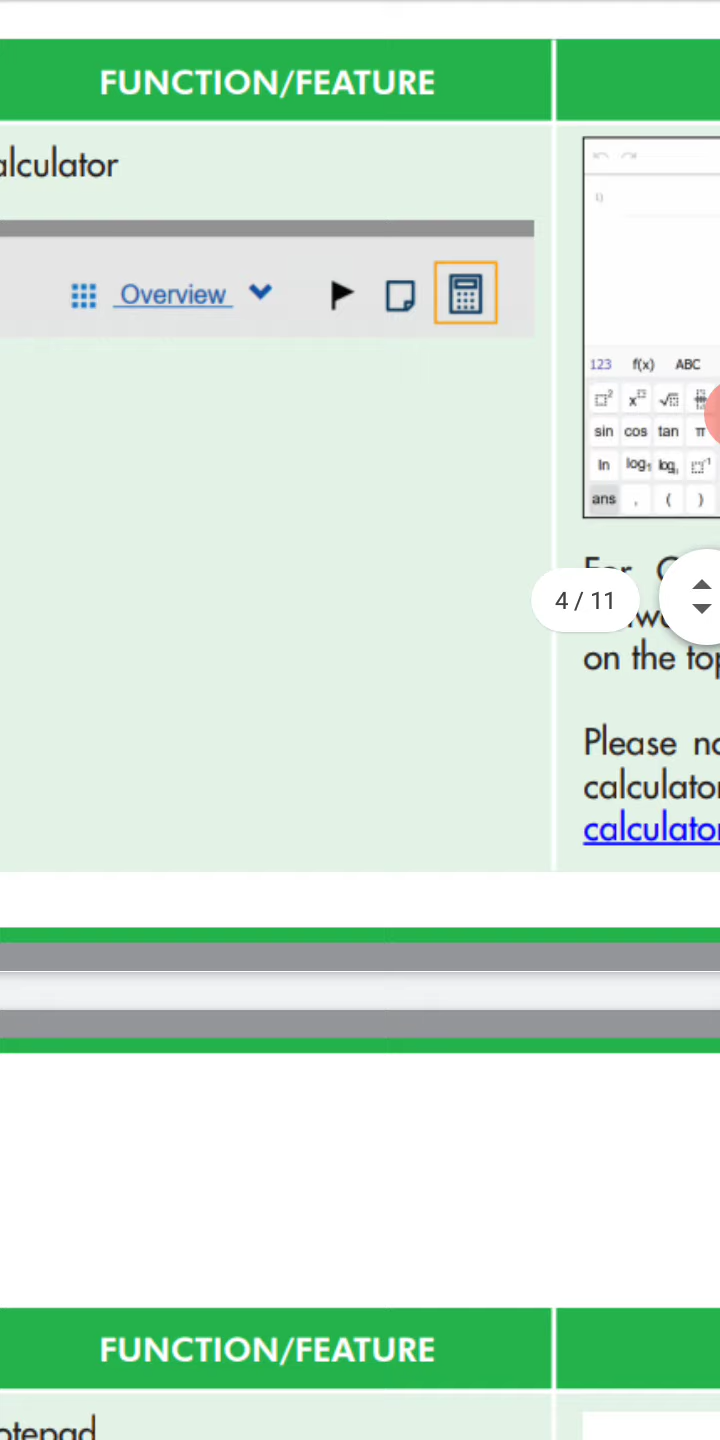 FUNCTION/FEATURE
alculator
Overview
1)
123 f(x) ABC
sin cos tan π
ln
ans , ( )
4 / 11
on the top
Please no
calculator
calculator
FUNCTION/FEATURE
otepad